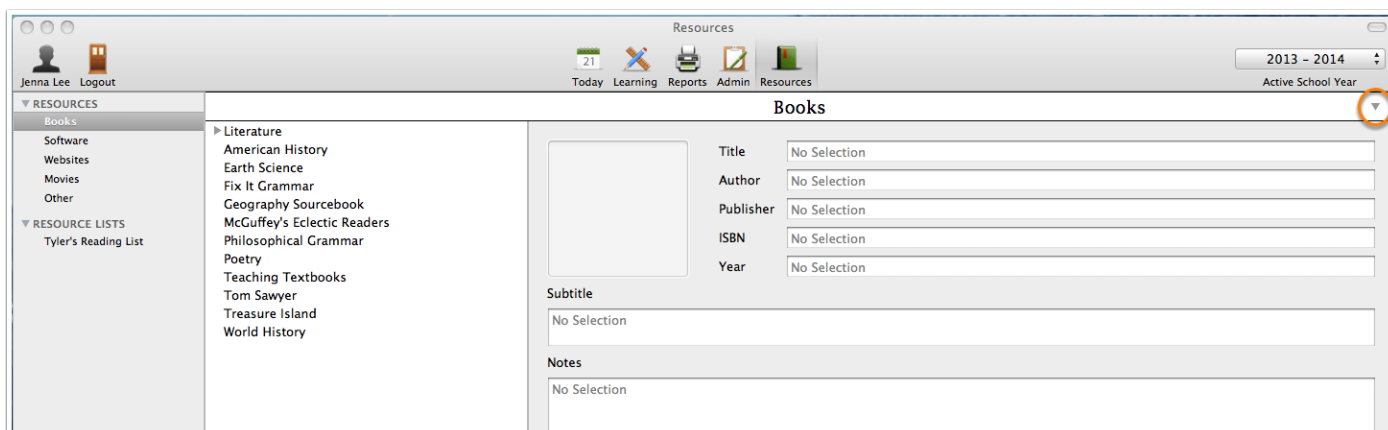 Resources
21
Jenna Lee Logout Today Learning Reports Admin Resources
2013 – 2014
Active School Year
RESOURCES
Books
Software
Websites
Movies
Other
RESOURCE LISTS
Tyler's Reading List
Books
Literature
American History
Earth Science
Fix It Grammar
Geography Sourcebook
McGuffey's Eclectic Readers
Philosophical Grammar
Poetry
Teaching Textbooks
Tom Sawyer
Treasure Island
World History
Title No Selection
Author No Selection
Publisher No Selection
ISBN No Selection
Year No Selection
Subtitle
No Selection
Notes
No Selection